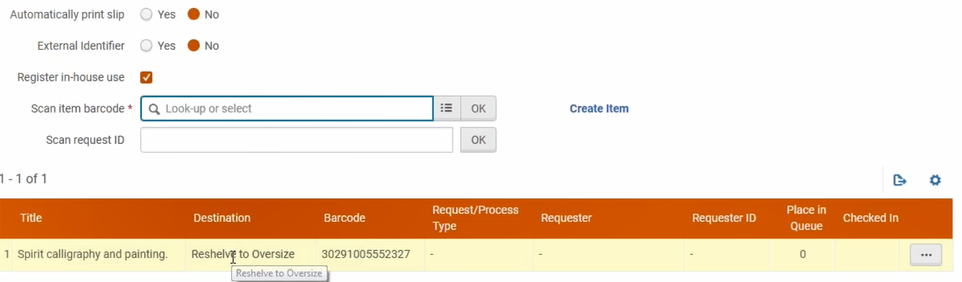 Automatically print slip Yes No
External Identifier Yes No
Register in-house use
Scan item barcode * Look-up or select OK Create Item
Scan request ID OK
1 - 1 of 1
Title Destination Barcode Request/Process Type Requester Requester ID Place in Queue Checked In
1 Spirit calligraphy and painting. Reshelve to Oversize 30291005552327 - - - 0
Reshelve to Oversize